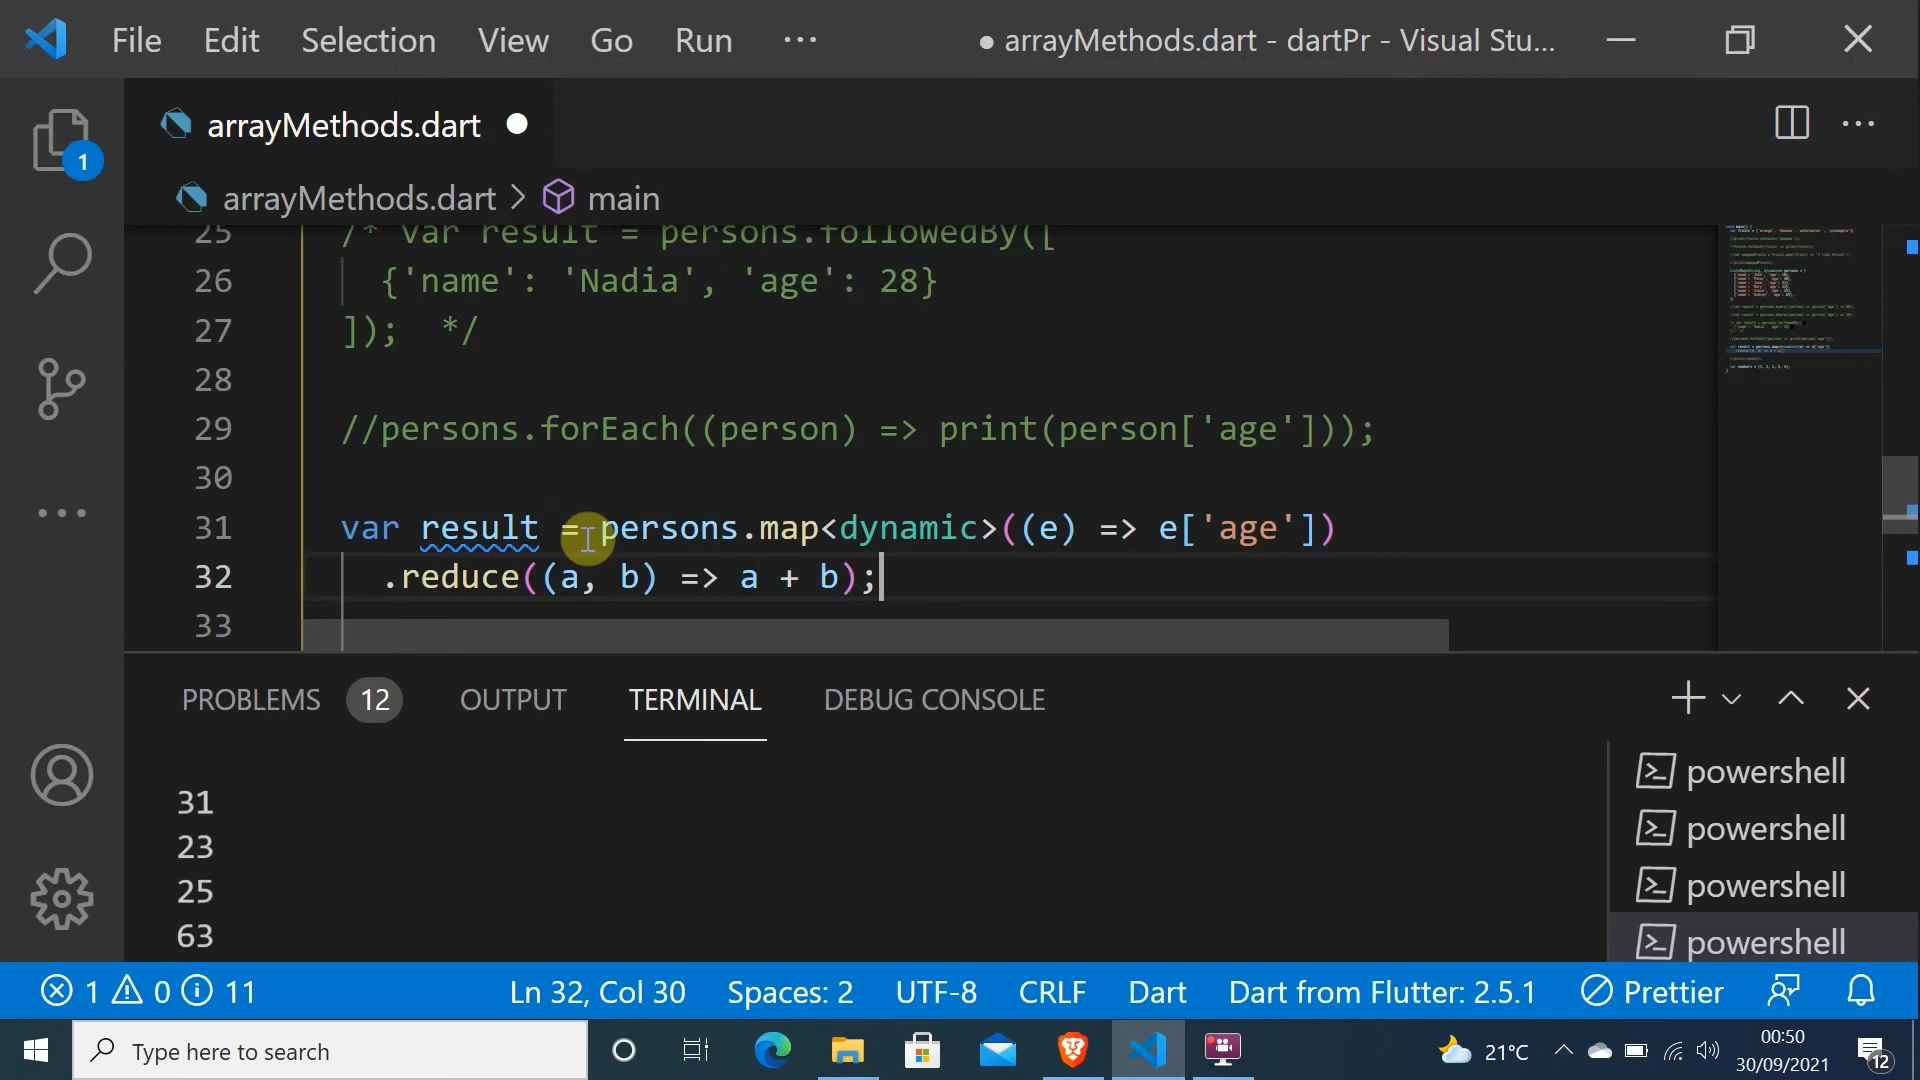 File Edit Selection View Go Run ··· ● arrayMethods.dart - dartPr - Visual Stu...
arrayMethods.dart
1
arrayMethods.dart > main
25 /* var result = persons.followedBy([
26 {'name': 'Nadia', 'age': 28}
27 ]);  */
28
29 //persons.forEach((person) => print(person['age']));
30
31 var result = persons.map<dynamic>((e) => e['age'])
32 .reduce((a, b) => a + b);
33
PROBLEMS 12 OUTPUT TERMINAL DEBUG CONSOLE
31
23
25
63
powershell
powershell
powershell
powershell
1 0 11 Ln 32, Col 30 Spaces: 2 UTF-8 CRLF Dart Dart from Flutter: 2.5.1 Prettier
Type here to search
21°C
00:50
30/09/2021
12